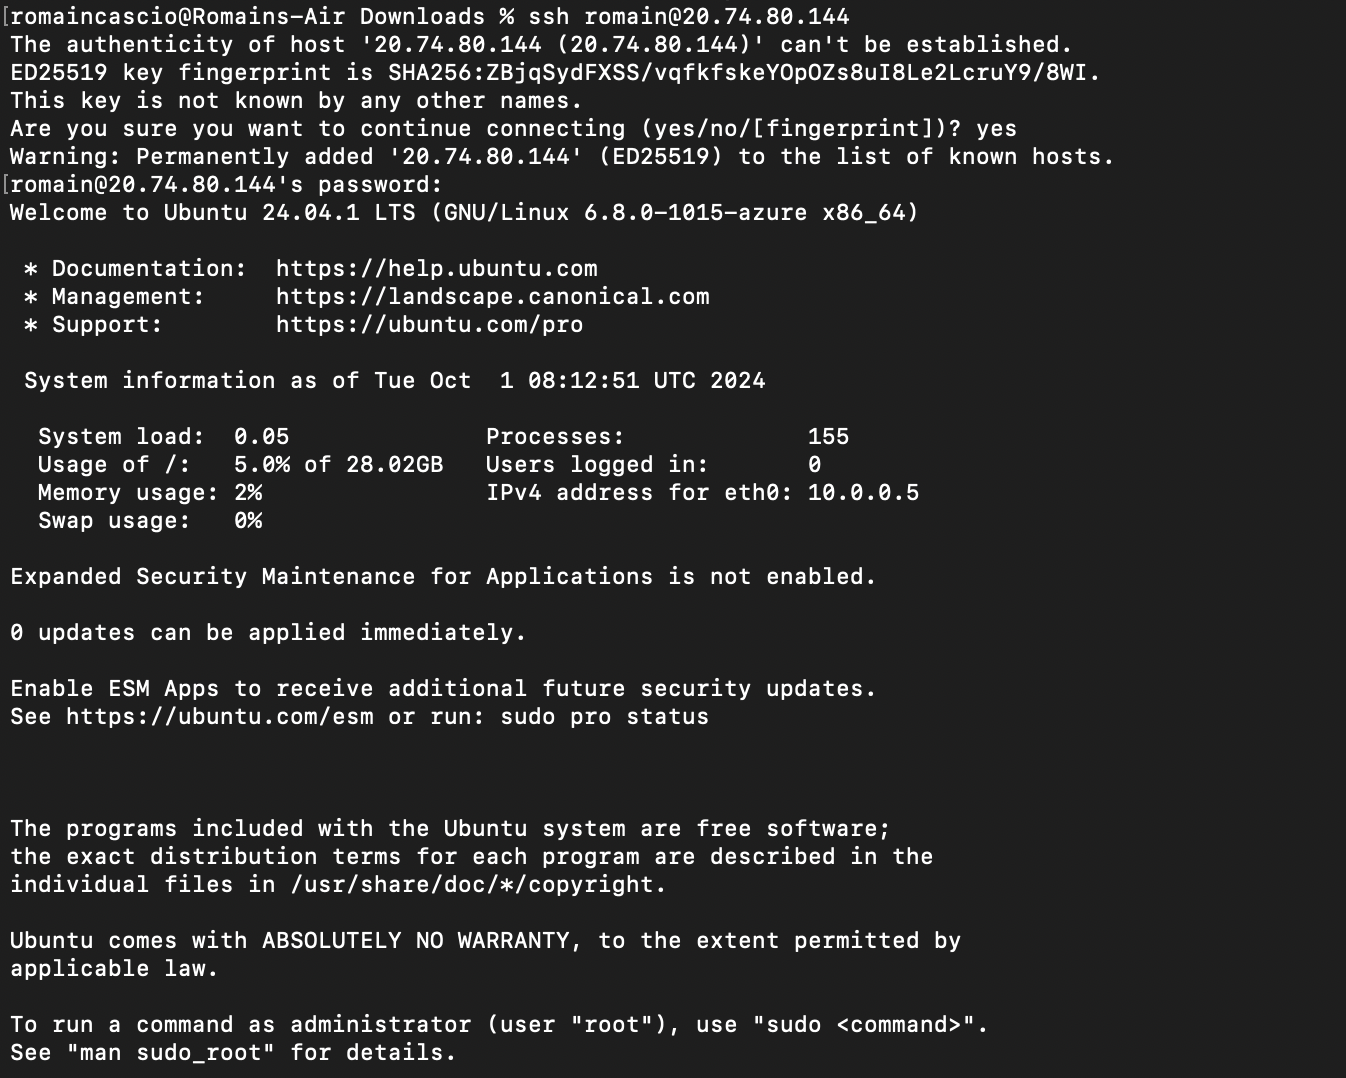 [romaincascio@Romains-Air Downloads % ssh romain@20.74.80.144
The authenticity of host '20.74.80.144 (20.74.80.144)' can't be established.
ED25519 key fingerprint is SHA256:ZBjqSydFXSS/vqfkfskeYOpOZs8uI8Le2LcruY9/8WI.
This key is not known by any other names.
Are you sure you want to continue connecting (yes/no/[fingerprint])? yes
Warning: Permanently added '20.74.80.144' (ED25519) to the list of known hosts.
[romain@20.74.80.144's password:
Welcome to Ubuntu 24.04.1 LTS (GNU/Linux 6.8.0-1015-azure x86_64)
* Documentation:  https://help.ubuntu.com
* Management:     https://landscape.canonical.com
* Support:        https://ubuntu.com/pro
System information as of Tue Oct  1 08:12:51 UTC 2024
System load:  0.05              Processes:             155
Usage of /:   5.0% of 28.02GB   Users logged in:       0
Memory usage: 2%                IPv4 address for eth0: 10.0.0.5
Swap usage:   0%
Expanded Security Maintenance for Applications is not enabled.
0 updates can be applied immediately.
Enable ESM Apps to receive additional future security updates.
See https://ubuntu.com/esm or run: sudo pro status
The programs included with the Ubuntu system are free software;
the exact distribution terms for each program are described in the
individual files in /usr/share/doc/*/copyright.
Ubuntu comes with ABSOLUTELY NO WARRANTY, to the extent permitted by
applicable law.
To run a command as administrator (user "root"), use "sudo <command>".
See "man sudo_root" for details.